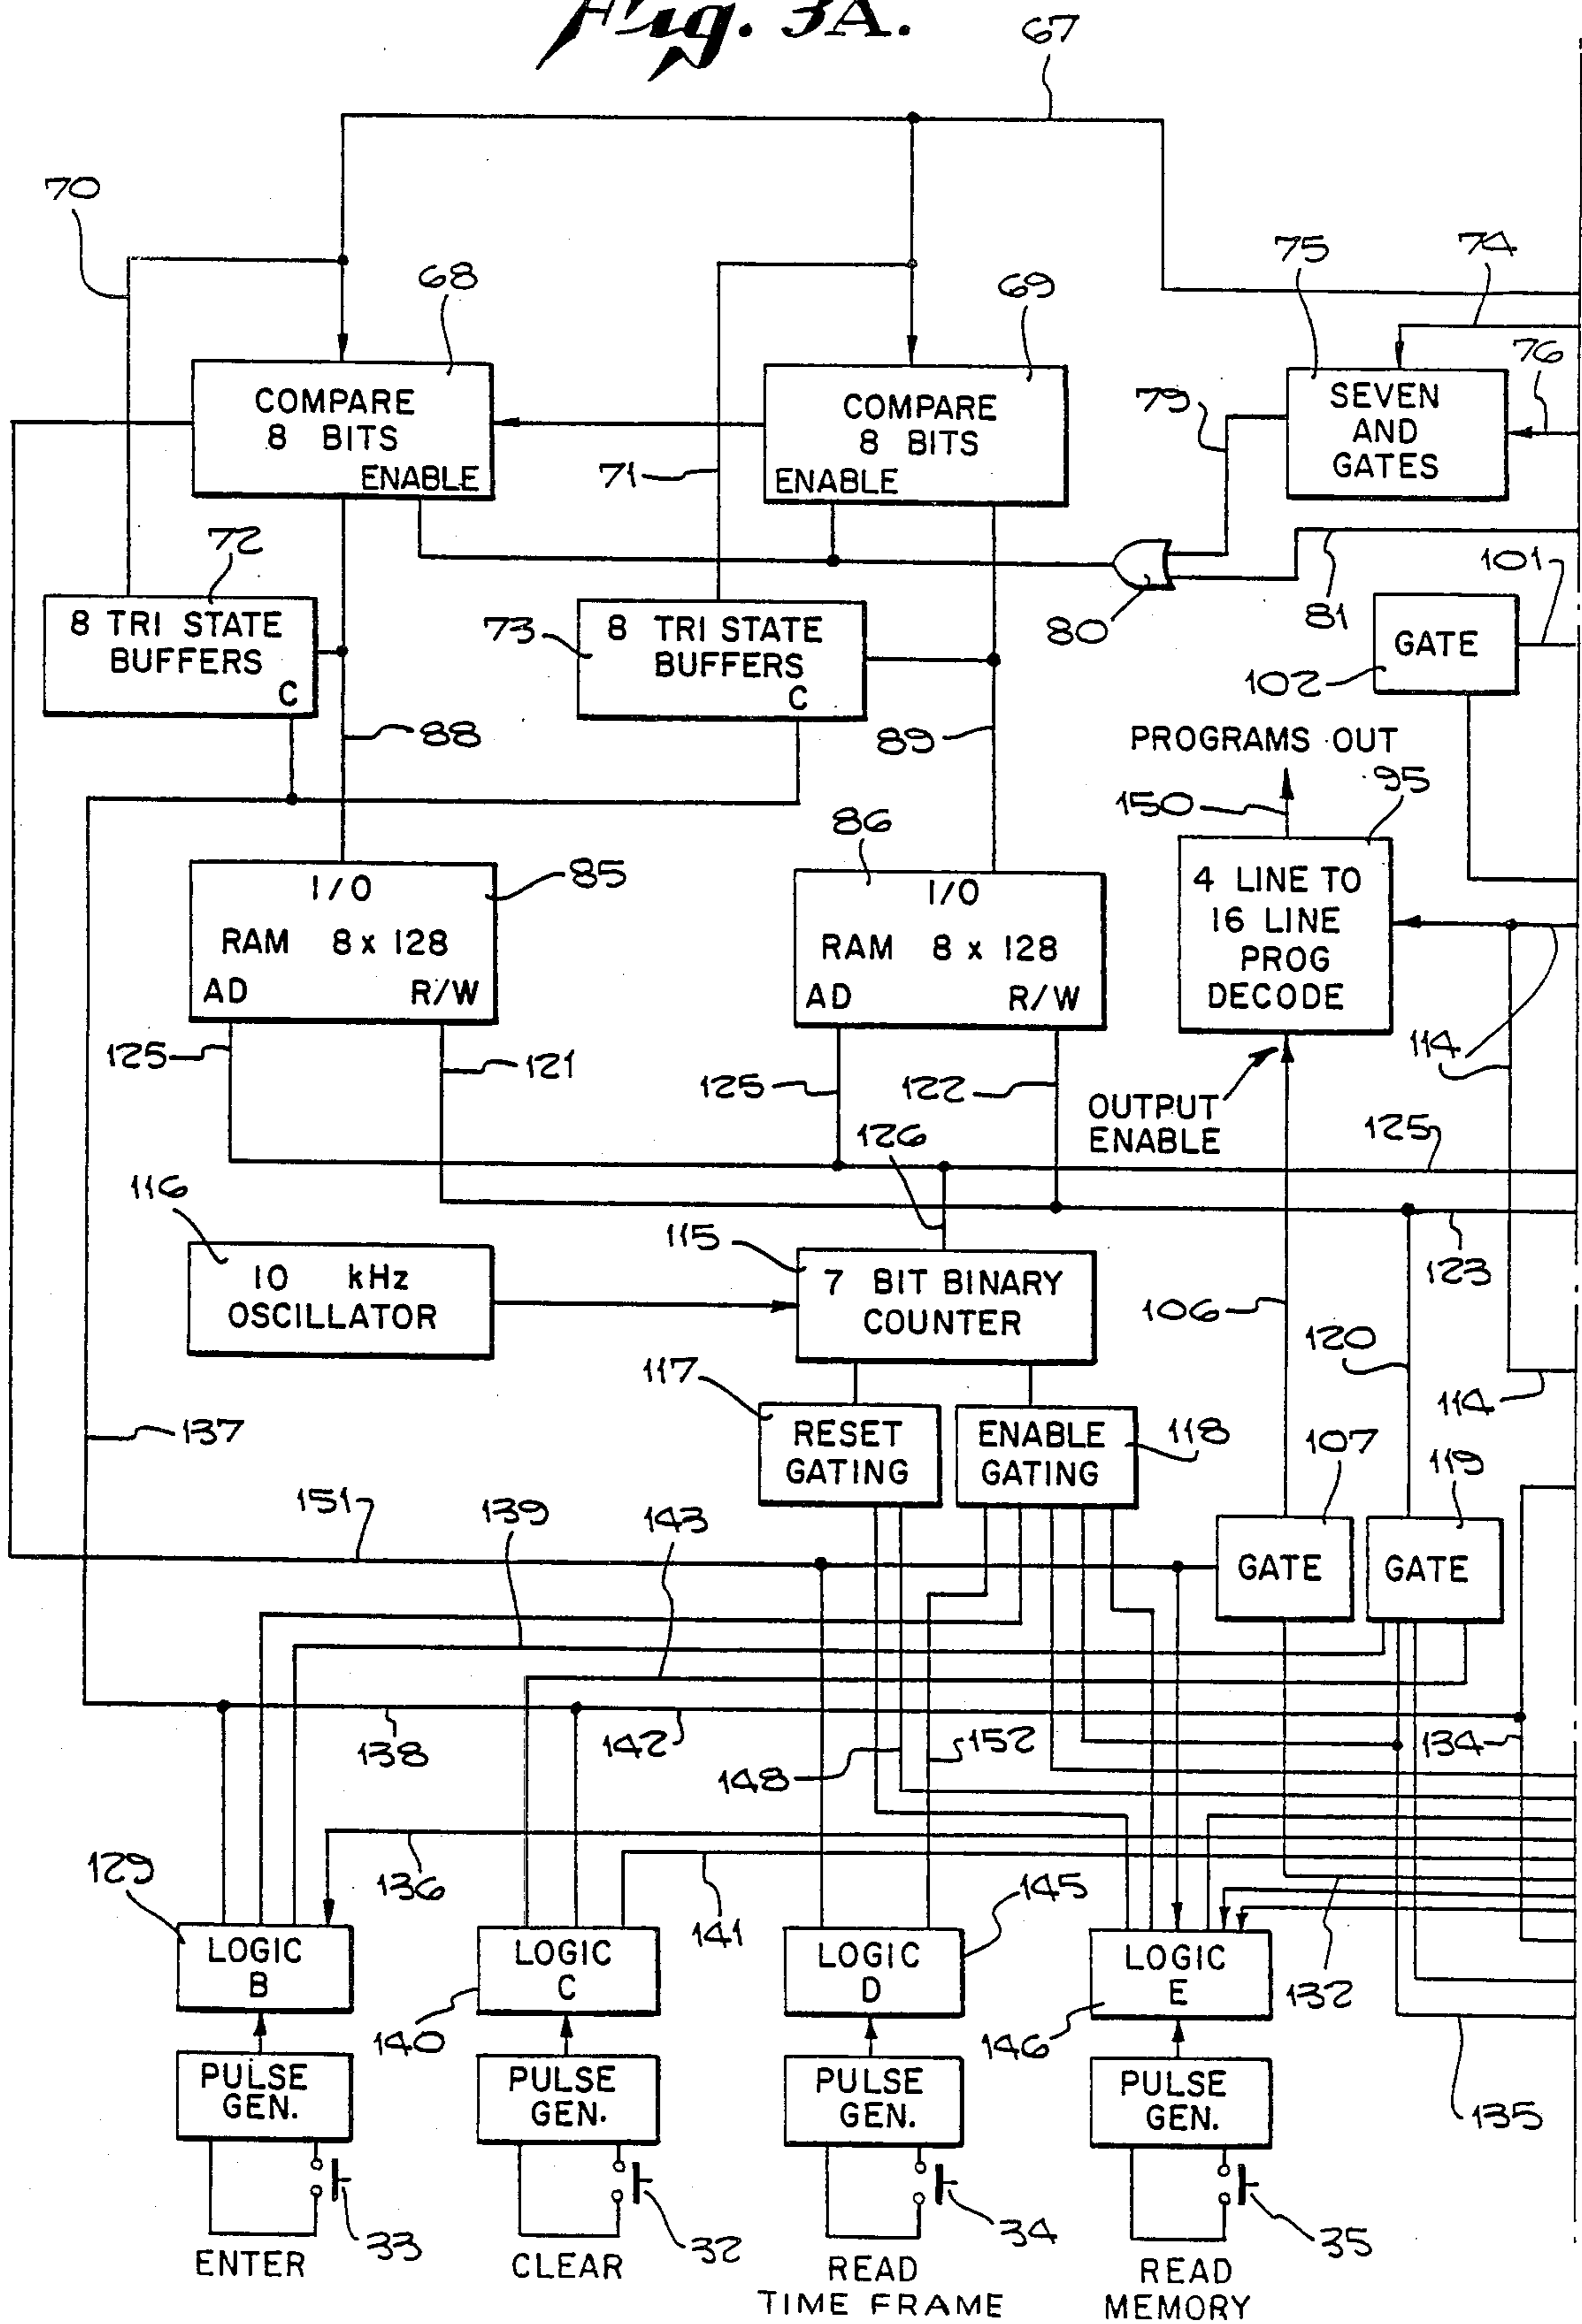 Fig. 3A.
67
70
68
69
75
74
76
COMPARE
8 BITS
ENABLE
COMPARE
8 BITS
ENABLE
SEVEN
AND
GATES
79
71
72
8 TRI STATE
BUFFERS
C
73
8 TRI STATE
BUFFERS
C
80
81
101
GATE
102
88
89
PROGRAMS OUT
150
95
86
85
I/O
RAM 8 x 128
AD R/W
I/O
RAM 8 x 128
AD R/W
4 LINE TO
16 LINE
PROG
DECODE
125
121
125
122
114
OUTPUT
ENABLE
126
125
116
115
123
10 kHz
OSCILLATOR
7 BIT BINARY
COUNTER
106
120
117
114
137
RESET
GATING
ENABLE
GATING
118
107
119
151
139
143
GATE
GATE
138
142
148
152
134
129
136
141
145
LOGIC
B
LOGIC
C
LOGIC
D
LOGIC
E
132
140
146
PULSE
GEN.
PULSE
GEN.
PULSE
GEN.
PULSE
GEN.
135
33
32
34
35
ENTER
CLEAR
READ
TIME FRAME
READ
MEMORY